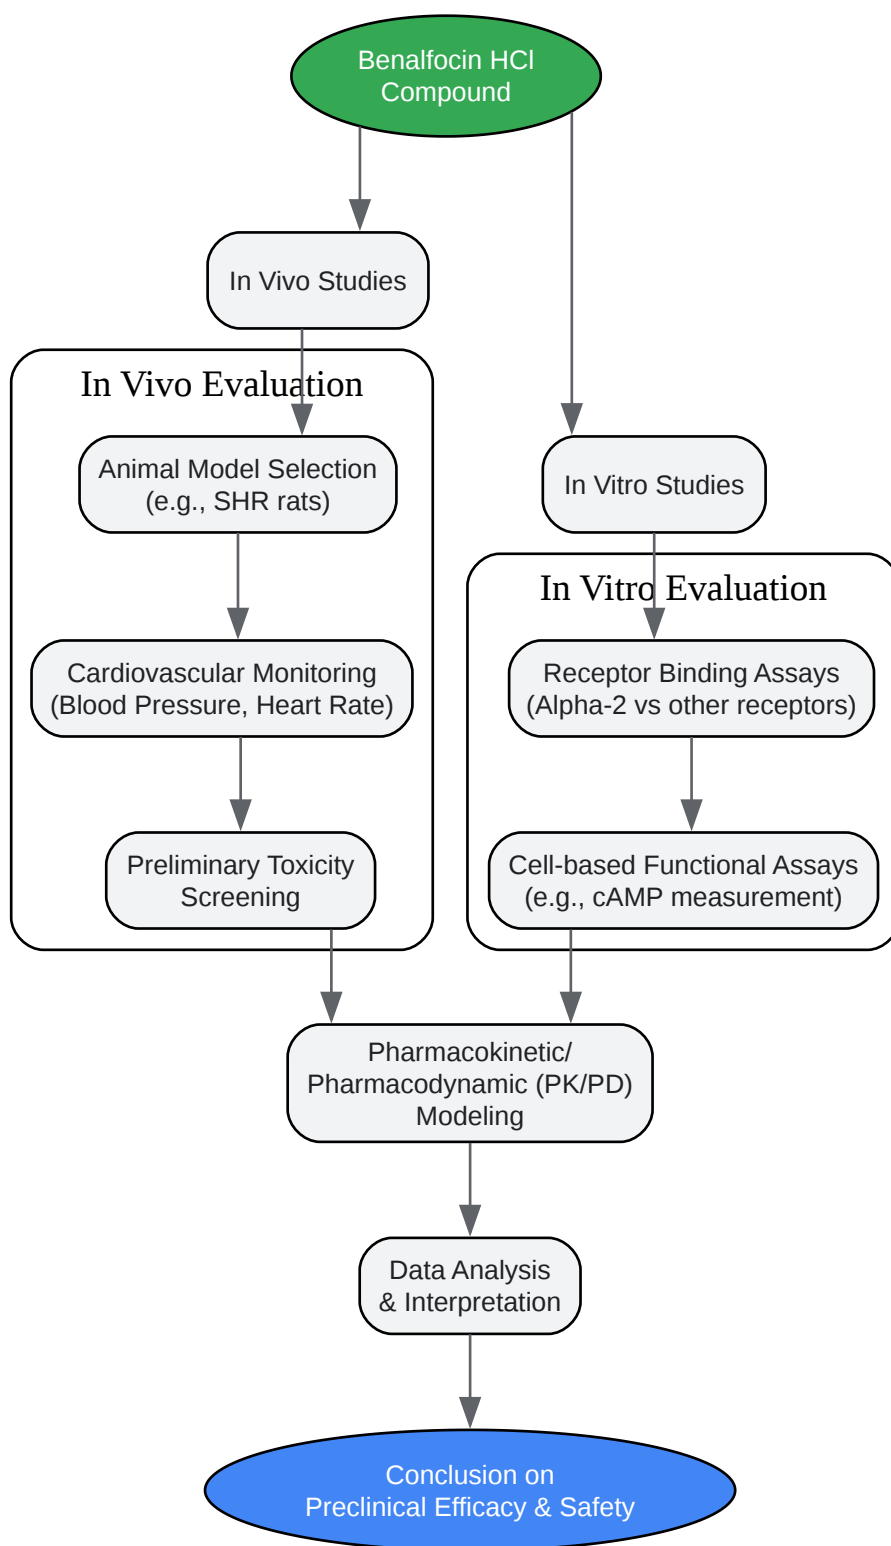 Benalfocin HCl
Compound
In Vivo Studies
In Vivo Evaluation
Animal Model Selection
(e.g., SHR rats)
Cardiovascular Monitoring
(Blood Pressure, Heart Rate)
Preliminary Toxicity
Screening
In Vitro Studies
In Vitro Evaluation
Receptor Binding Assays
(Alpha-2 vs other receptors)
Cell-based Functional Assays
(e.g., cAMP measurement)
Pharmacokinetic/
Pharmacodynamic (PK/PD)
Modeling
Data Analysis
& Interpretation
Conclusion on
Preclinical Efficacy & Safety